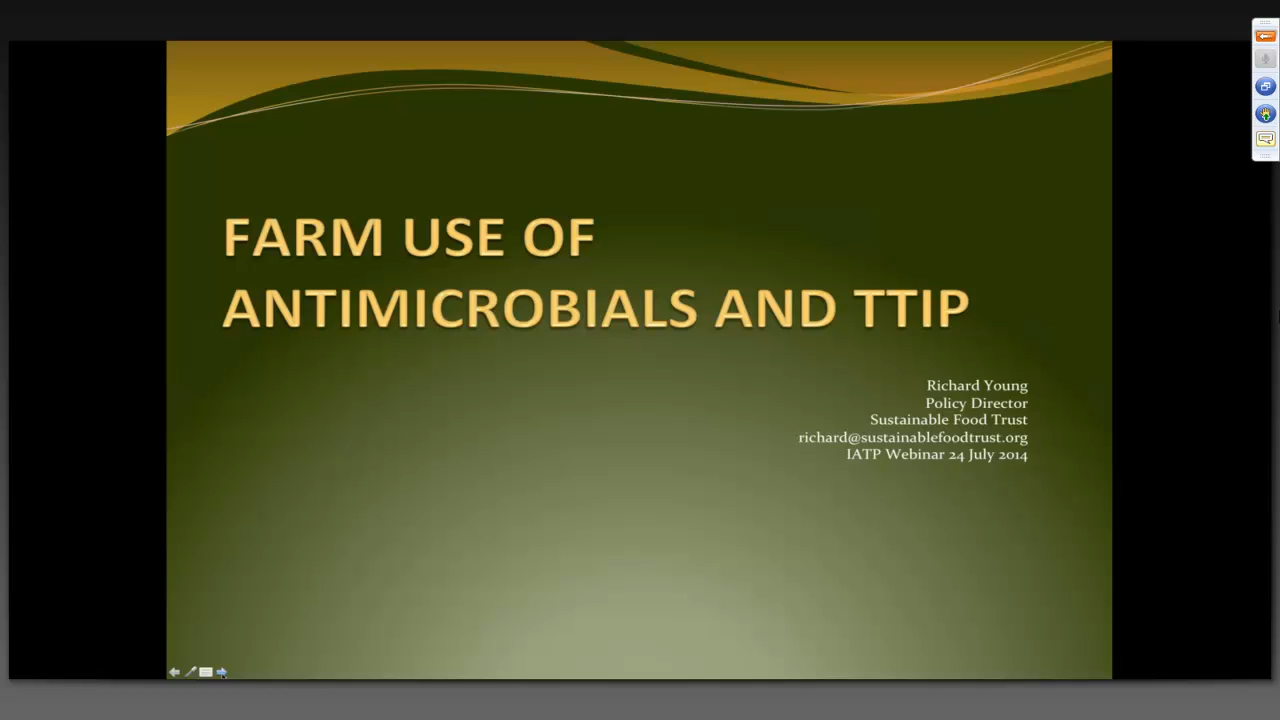 FARM USE OF
ANTIMICROBIALS AND TTIP
Richard Young
Policy Director
Sustainable Food Trust
richard@sustainablefoodtrust.org
IATP Webinar 24 July 2014